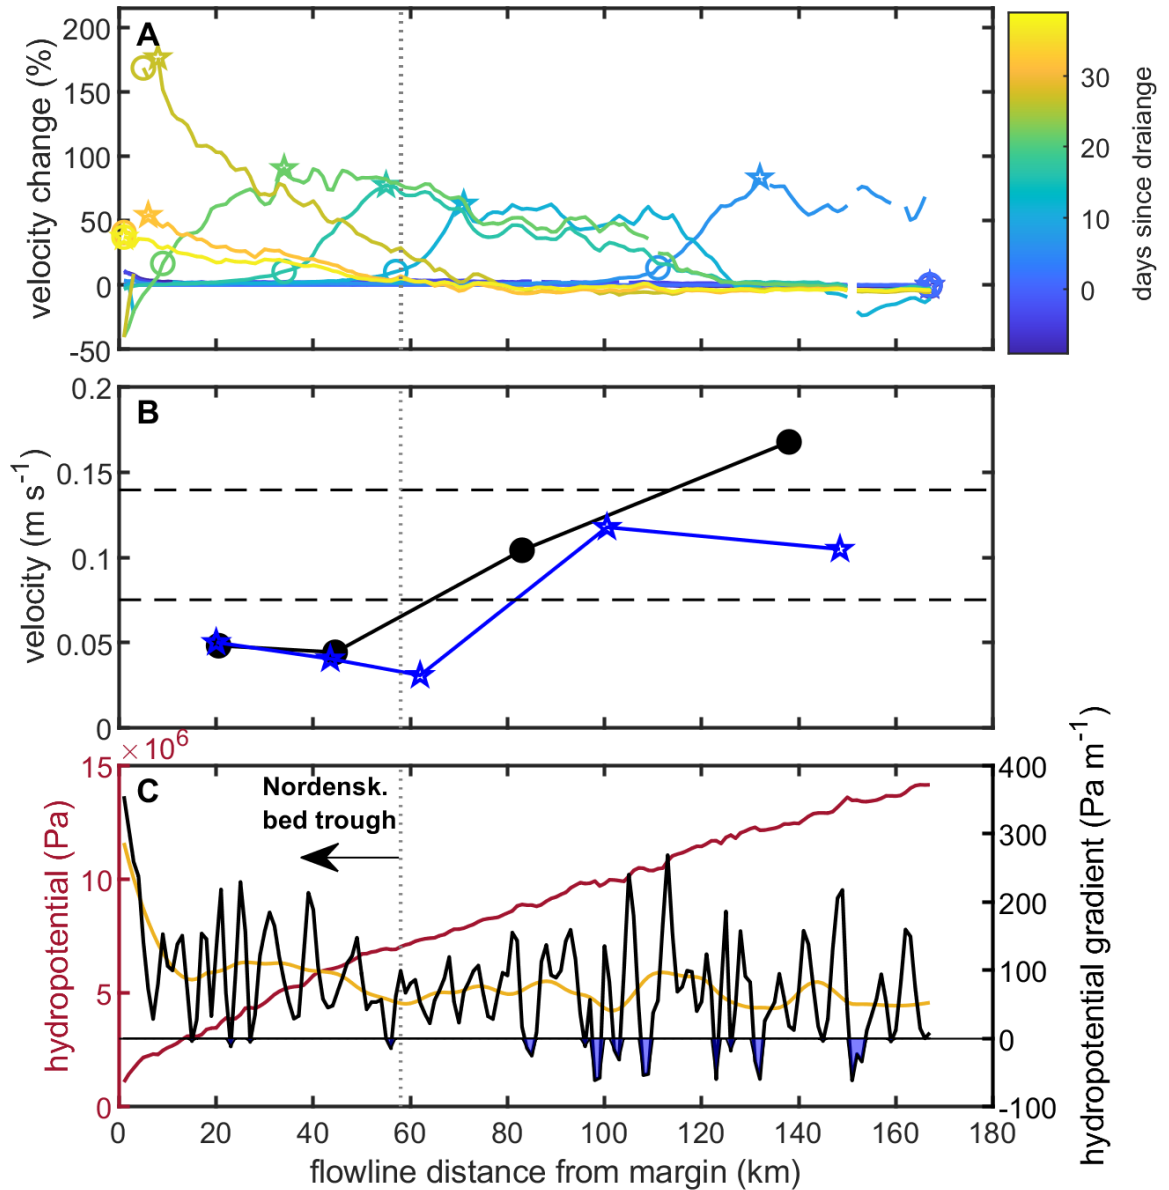 A
200
150
100
50
0
-50
velocity change (%)
30
20
10
0
days since draiange
B
0.2
0.15
0.1
0.05
0
velocity (m s-1)
×10^6
15
10
5
0
hydropotential (Pa)
C
Nordensk.
bed trough
400
300
200
100
0
-100
hydropotential gradient (Pa m-1)
0 20 40 60 80 100 120 140 160 180
flowline distance from margin (km)